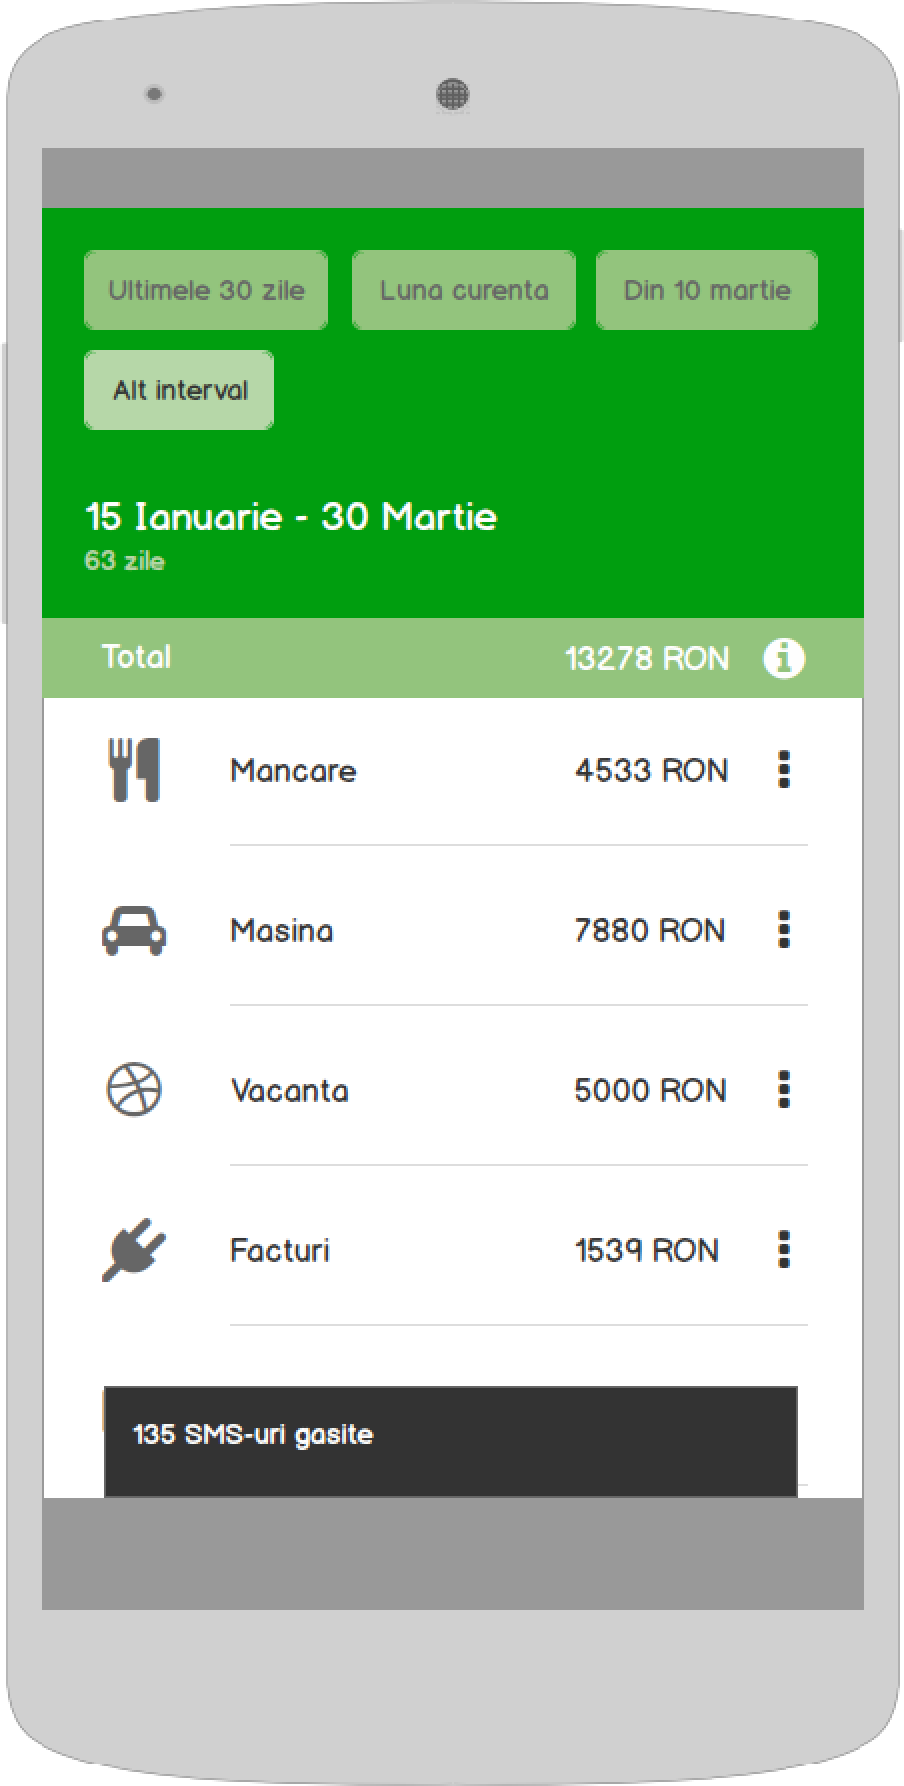 Ultimele 30 zile Luna curenta Din 10 martie
Alt interval
15 Ianuarie - 30 Martie
63 zile
Total 13278 RON
Mancare 4533 RON
Masina 7880 RON
Vacanta 5000 RON
Facturi 1539 RON
135 SMS-uri gasite